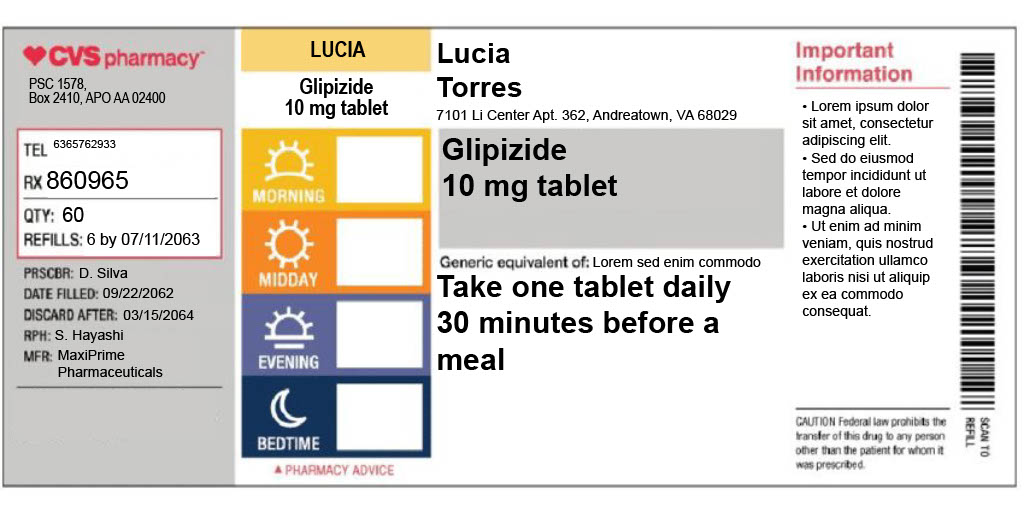 CVS pharmacy
PSC 1578,
Box 2410, APO AA 02400
TEL 6365762933
RX 860965
QTY: 60
REFILLS: 6 by 07/11/2063
PRSCBR: D. Silva
DATE FILLED: 09/22/2062
DISCARD AFTER: 03/15/2064
RPH: S. Hayashi
MFR: MaxiPrime
Pharmaceuticals
LUCIA
Glipizide
10 mg tablet
MORNING
MIDDAY
EVENING
BEDTIME
▲ PHARMACY ADVICE
Lucia
Torres
7101 Li Center Apt. 362, Andreatown, VA 68029
Glipizide
10 mg tablet
Generic equivalent of: Lorem sed enim commodo
Take one tablet daily
30 minutes before a
meal
Important
Information
• Lorem ipsum dolor
sit amet, consectetur
adipiscing elit.
• Sed do eiusmod
tempor incididunt ut
labore et dolore
magna aliqua.
• Ut enim ad minim
veniam, quis nostrud
exercitation ullamco
laboris nisi ut aliquip
ex ea commodo
consequat.
CAUTION Federal law prohibits the
transfer of this drug to any person
other than the patient for whom it
was prescribed.
SCAN TO
REFILL